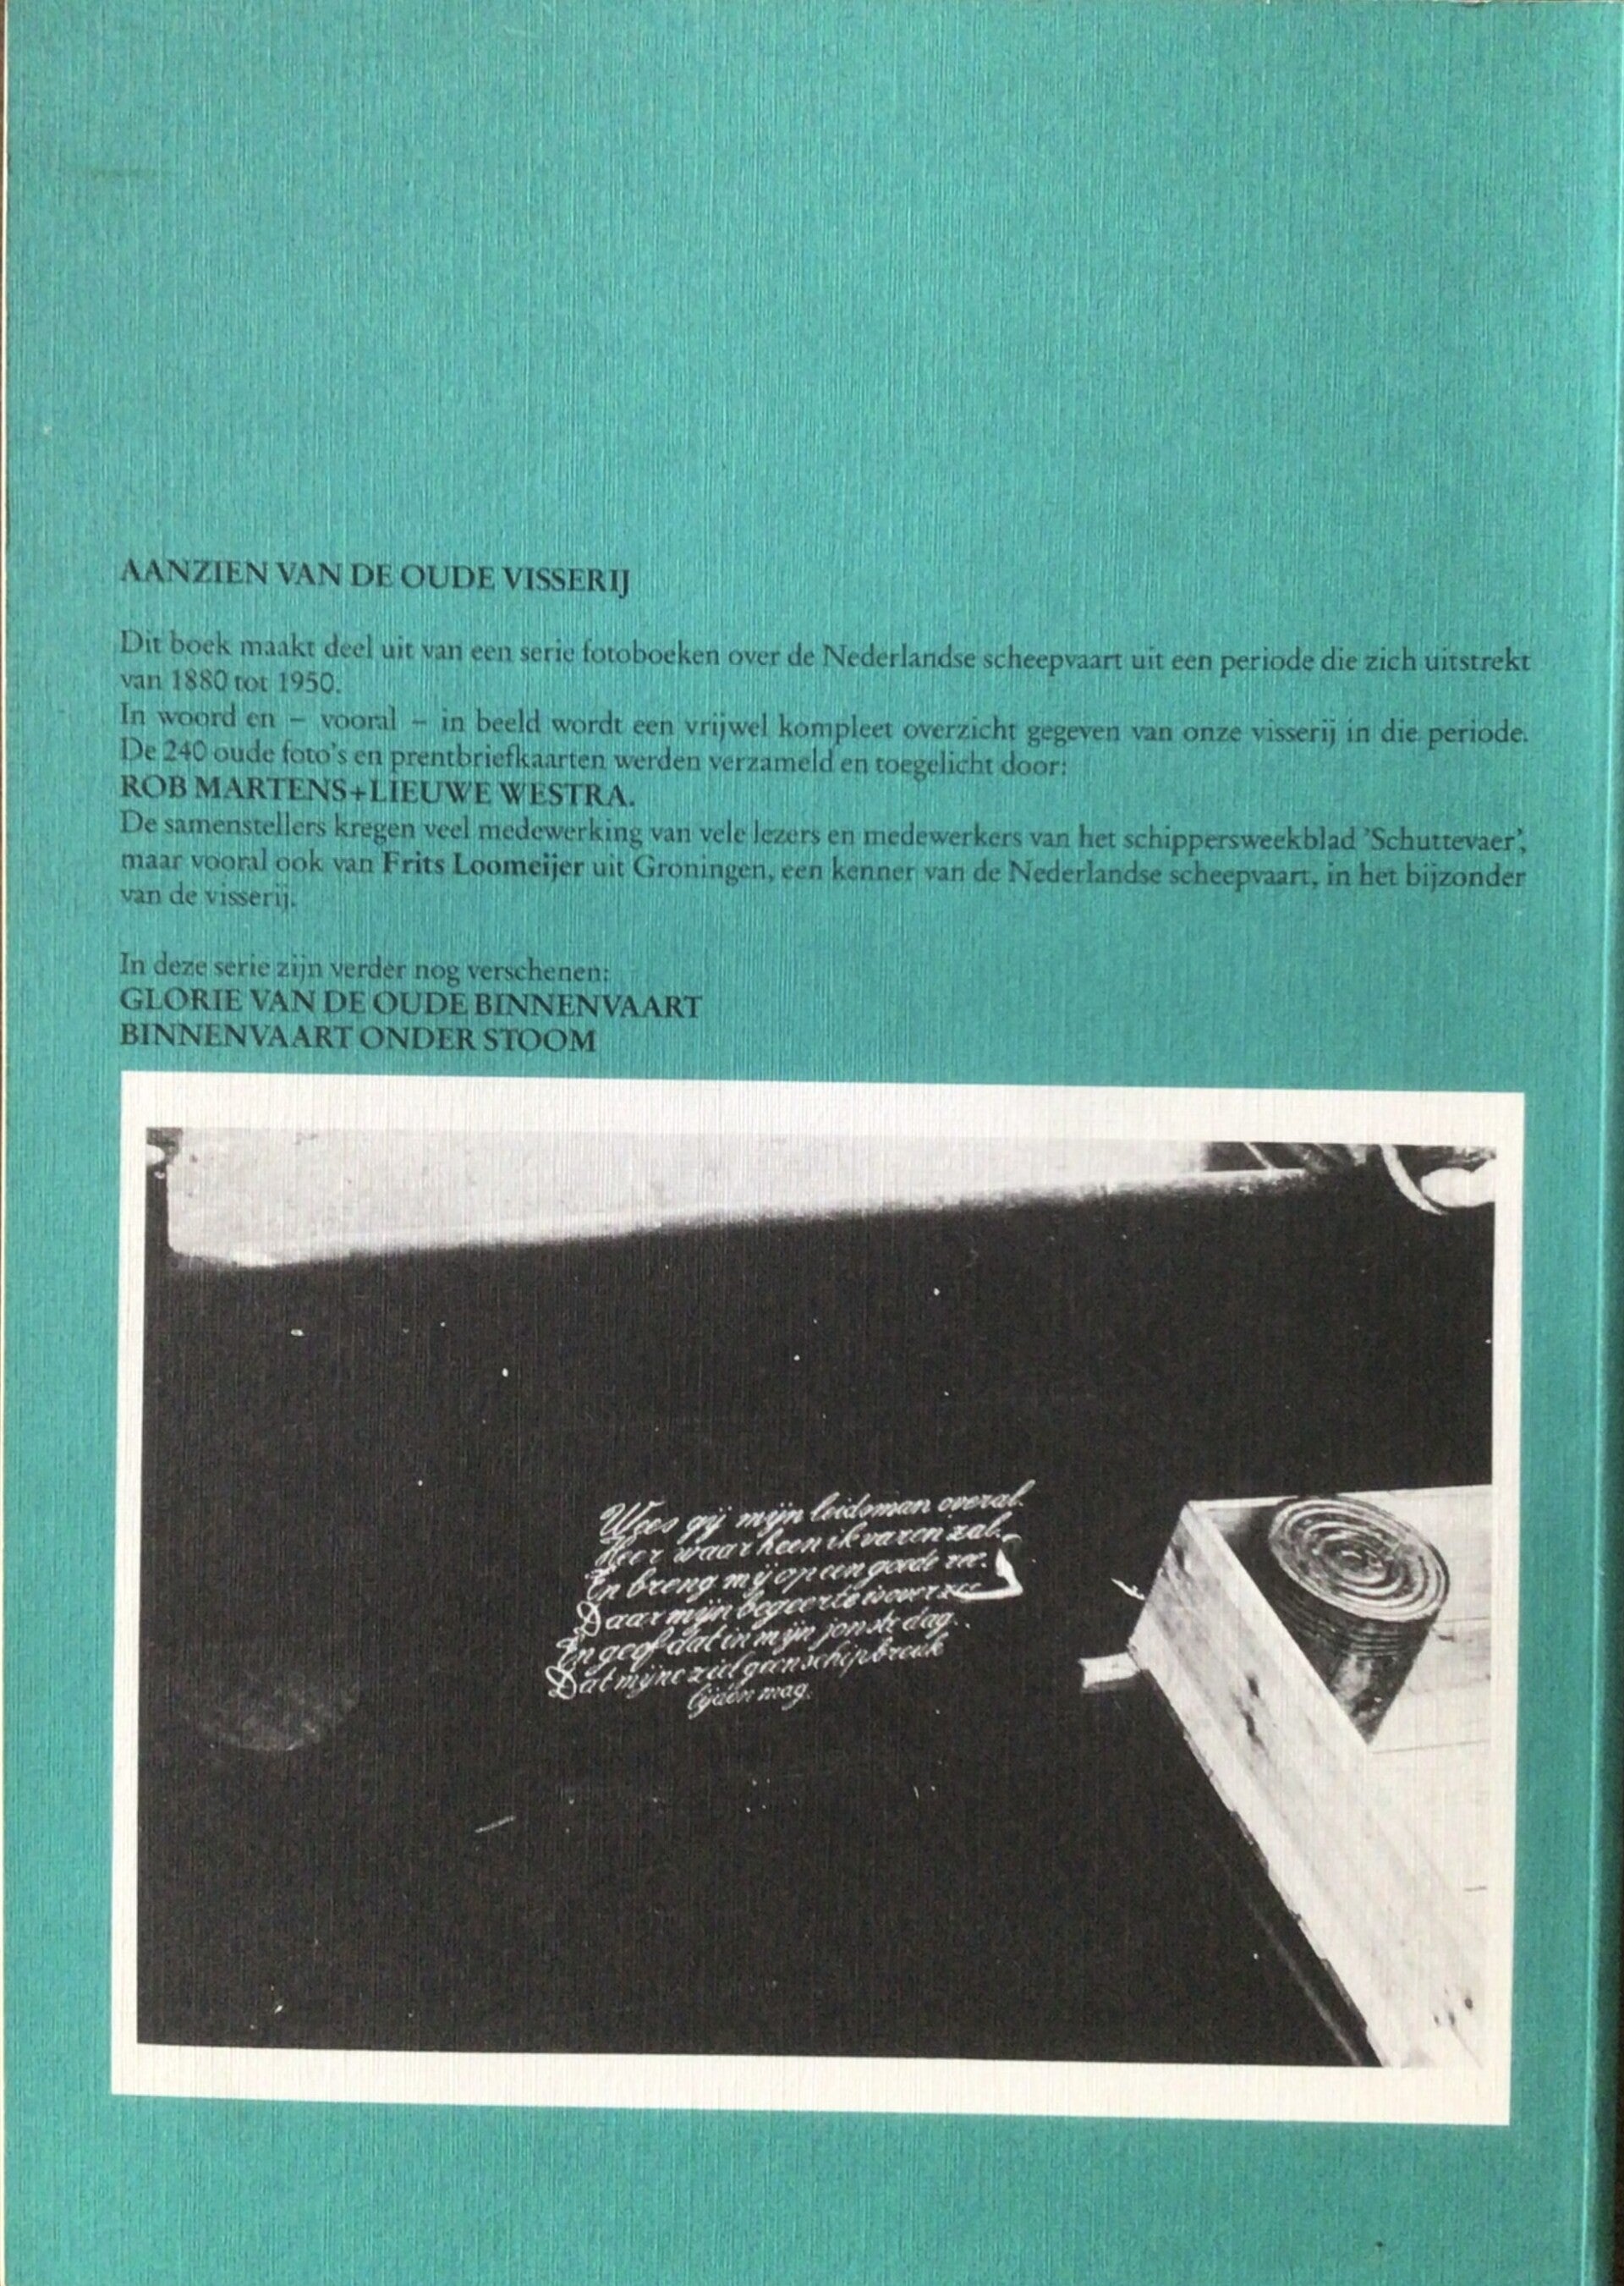 AANZIEN VAN DE OUDE VISSERIJ
Dit boek maakt deel uit van een serie fotoboeken over de Nederlandse scheepvaart uit een periode die zich uitstrekt
van 1880 tot 1950.
In woord en – vooral – in beeld wordt een vrijwel kompleet overzicht gegeven van onze visserij in die periode.
De 240 oude foto's en prentbriefkaarten werden verzameld en toegelicht door:
ROB MARTENS+LIEUWE WESTRA.
De samenstellers kregen veel medewerking van vele lezers en medewerkers van het schippersweekblad 'Schuttevaer',
maar vooral ook van Frits Loomeijer uit Groningen, een kenner van de Nederlandse scheepvaart, in het bijzonder
van de visserij.
In deze serie zijn verder nog verschenen:
GLORIE VAN DE OUDE BINNENVAART
BINNENVAART ONDER STOOM
Wees gij mijn leidsman overal.
Heer waar heen ik varen zal.
En breng mij op een goede ree.
Daar mijn begeerte is over zee
En geef dat in mijn jonste dag.
Dat mijne ziel geen schipbreuk
lijden mag.